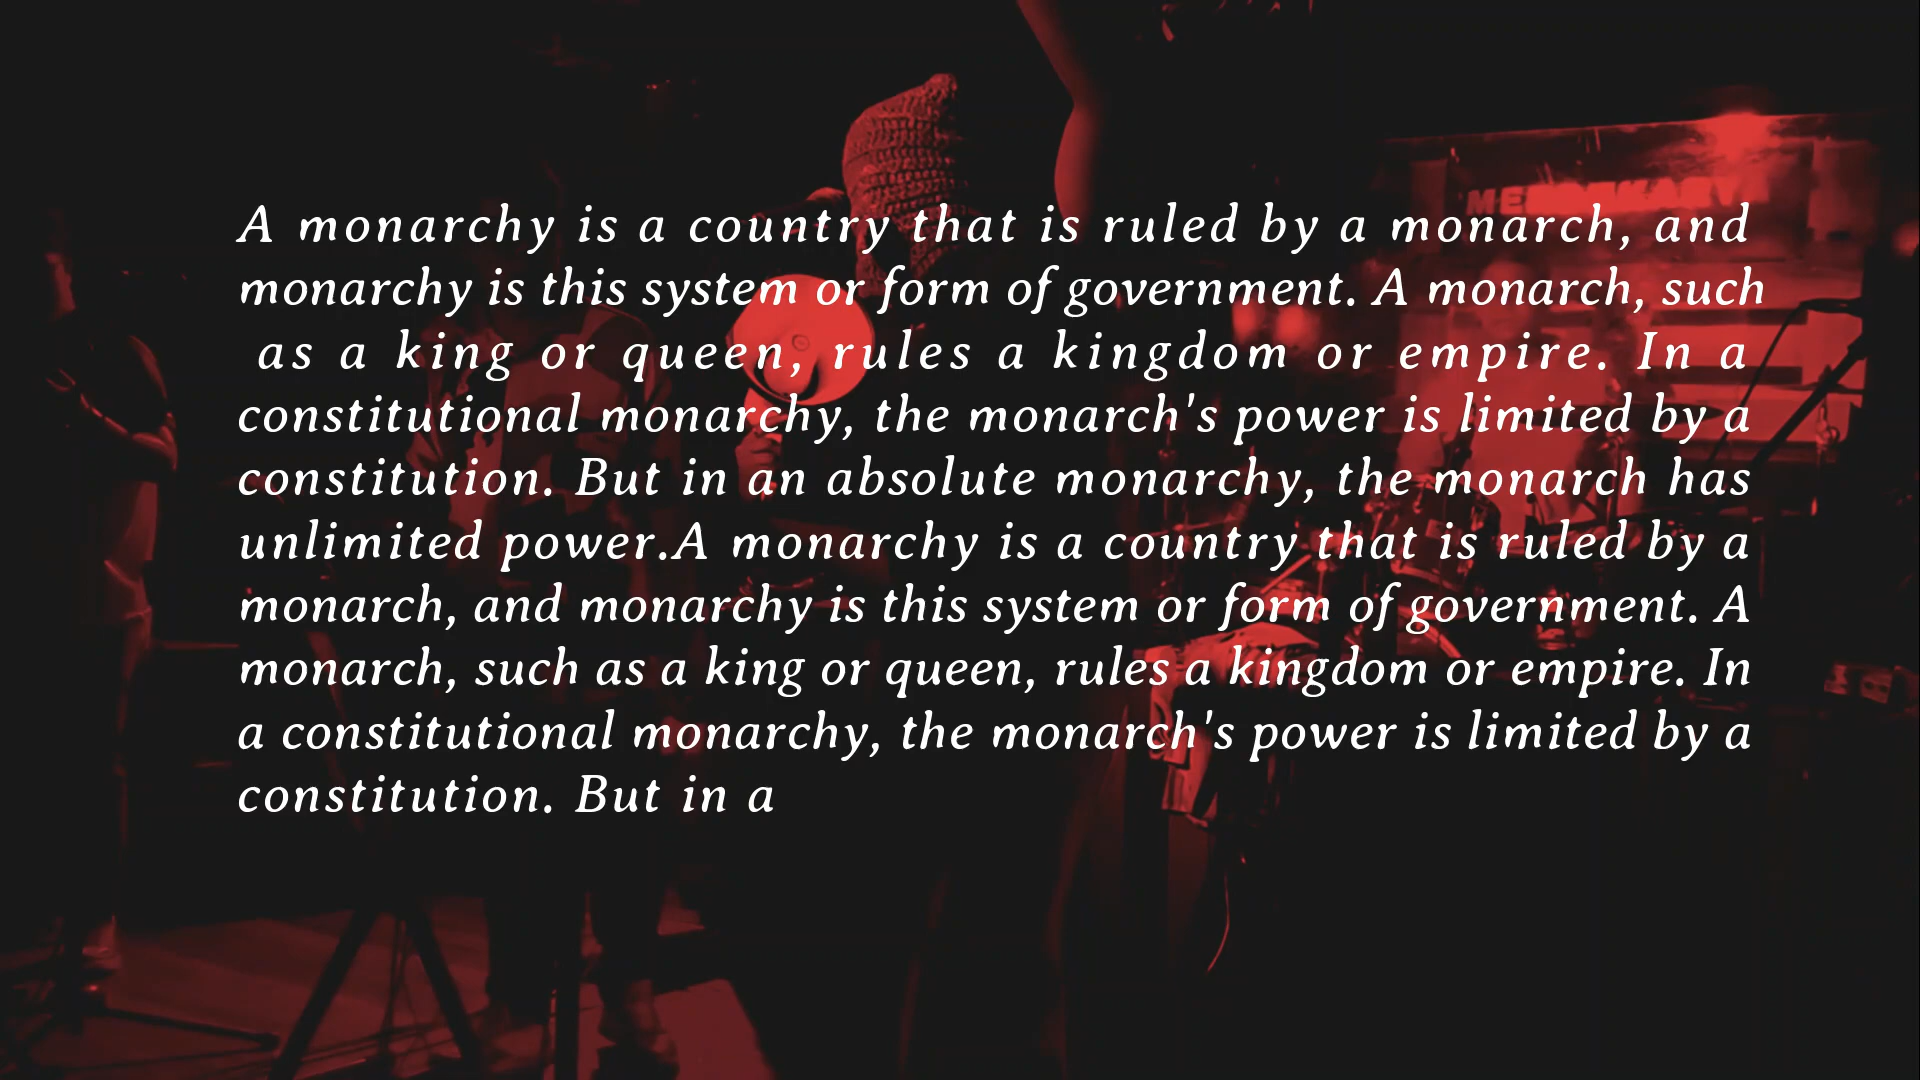 A monarchy is a country that is ruled by a monarch, and
monarchy is this system or form of government. A monarch, such
as a king or queen, rules a kingdom or empire. In a
constitutional monarchy, the monarch's power is limited by a
constitution. But in an absolute monarchy, the monarch has
unlimited power.A monarchy is a country that is ruled by a
monarch, and monarchy is this system or form of government. A
monarch, such as a king or queen, rules a kingdom or empire. In
a constitutional monarchy, the monarch's power is limited by a
constitution. But in a